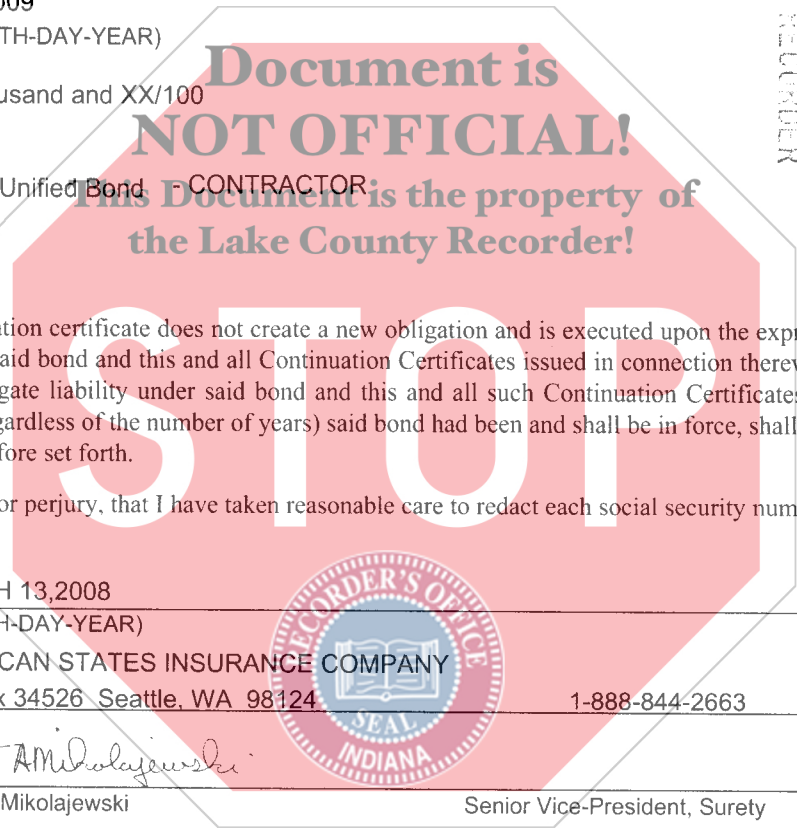 009
TH-DAY-YEAR)
RECORDER
Document is
usand and XX/100
NOT OFFICIAL!
Unified Bond - CONTRACTOR
This Document is the property of
the Lake County Recorder!
STOP
ation certificate does not create a new obligation and is executed upon the expr
aid bond and this and all Continuation Certificates issued in connection therew
gate liability under said bond and this and all such Continuation Certificates
gardless of the number of years) said bond had been and shall be in force, shall
fore set forth.
or perjury, that I have taken reasonable care to redact each social security num
H 13,2008
H-DAY-YEAR)
CAN STATES INSURANCE COMPANY
x 34526 Seattle, WA 98124 1-888-844-2663
RECORDER'S OFFICE
SEAL
INDIANA
TAMikolajewski
Mikolajewski Senior Vice-President, Surety